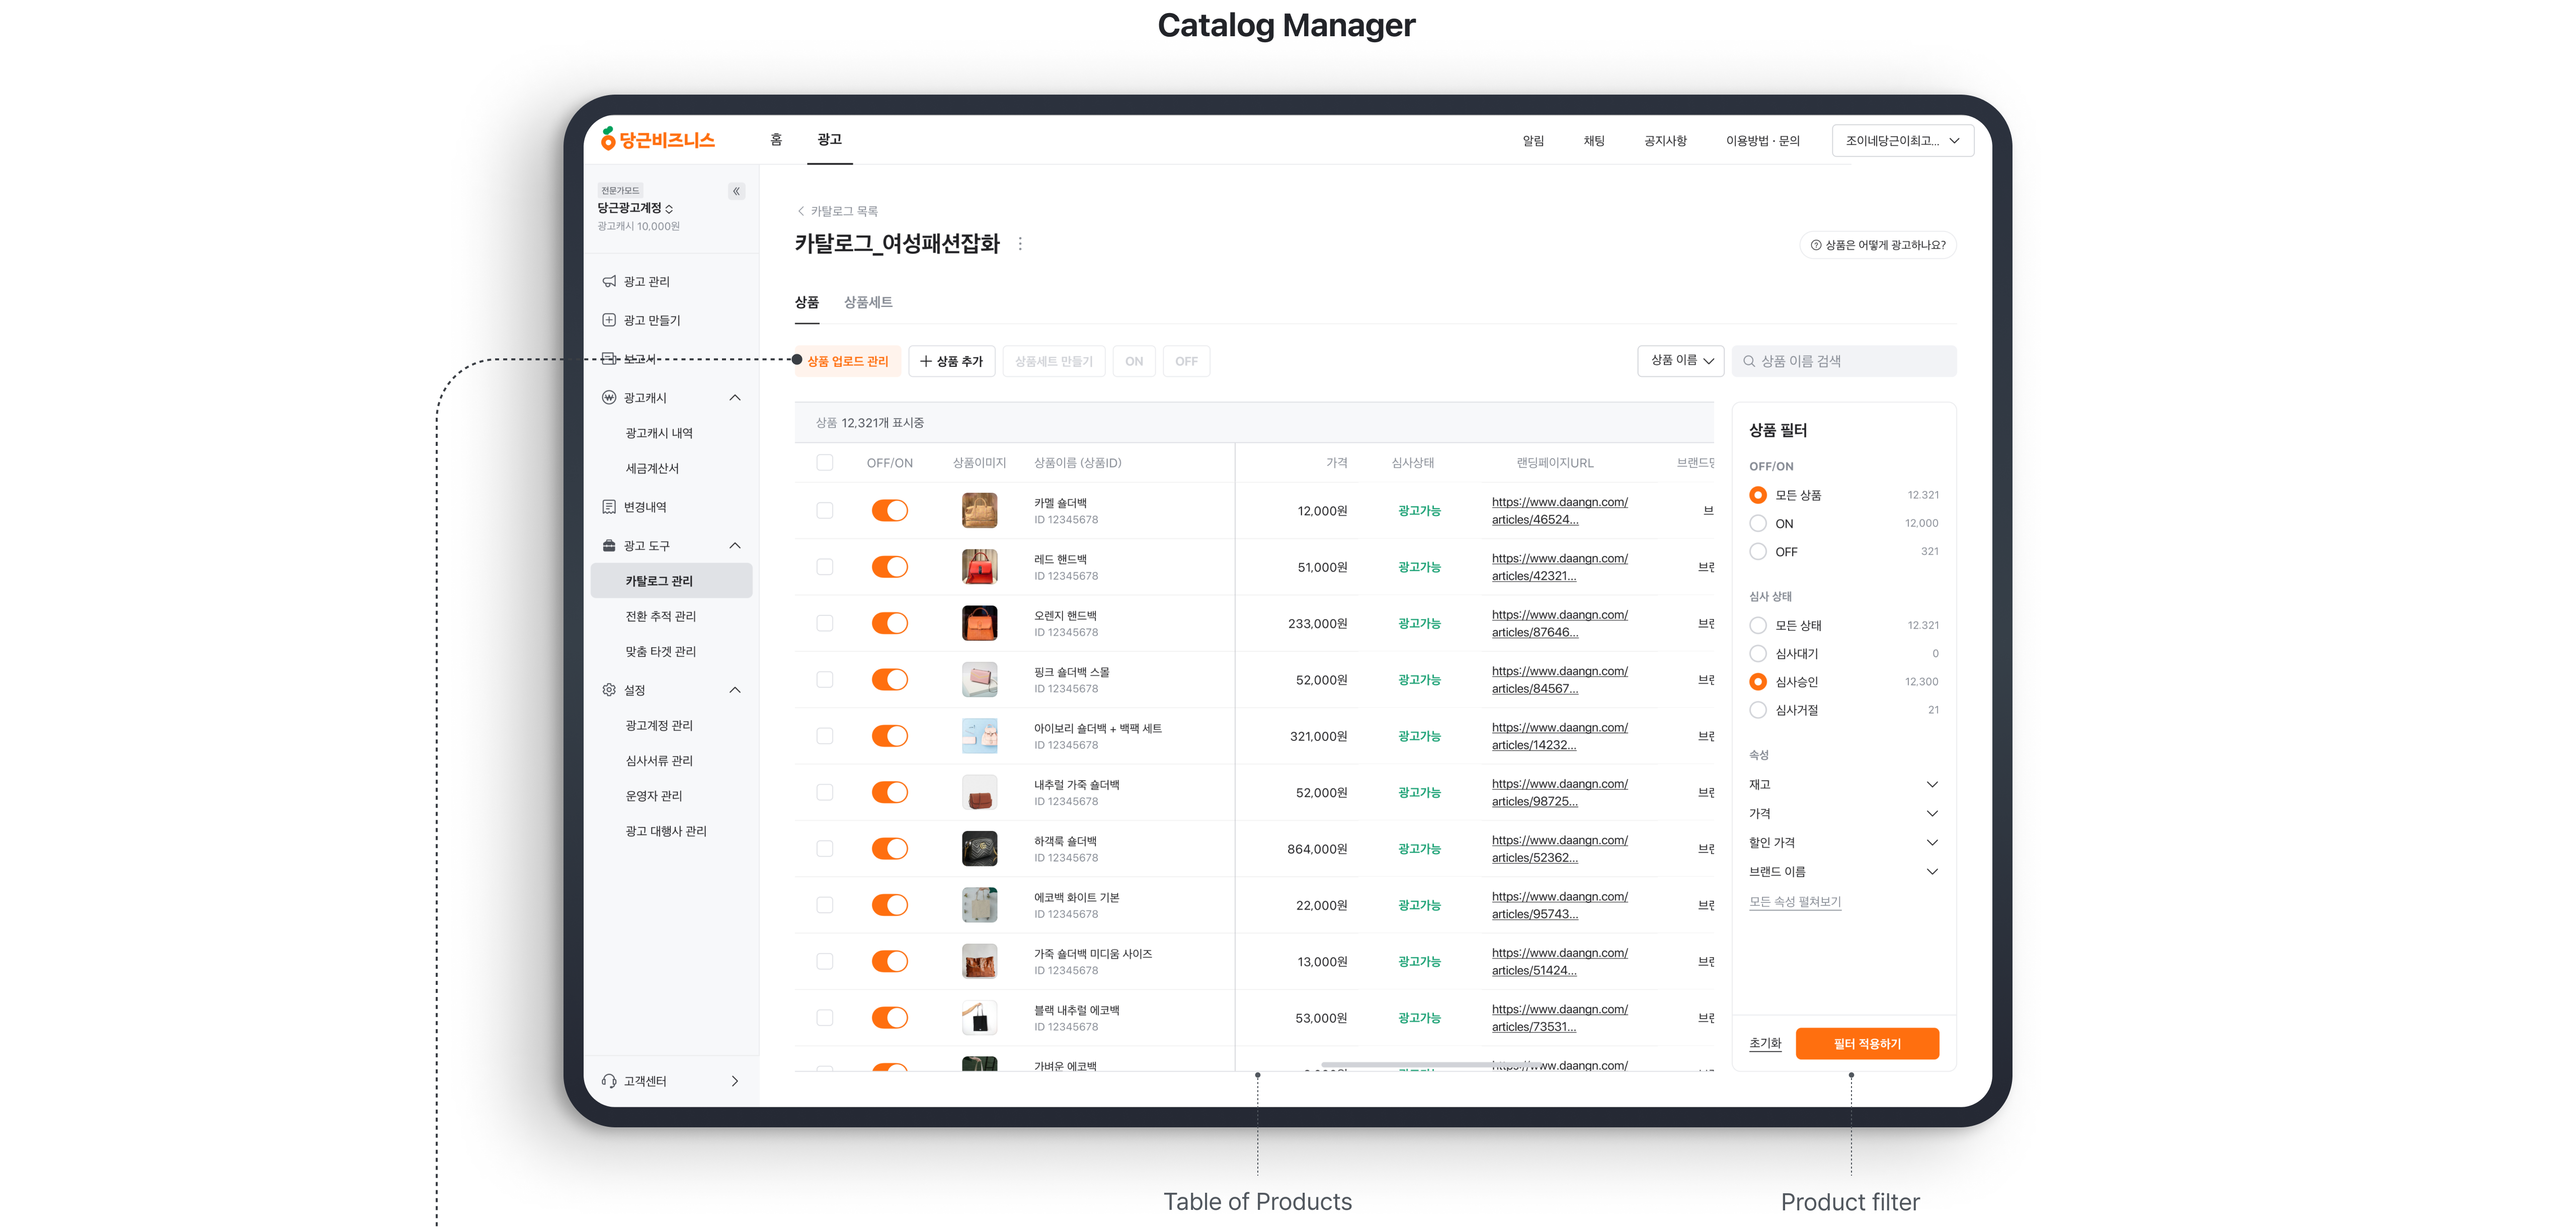 Catalog Manager
당근비즈니스
홈
광고
알림
채팅
공지사항
이용방법 · 문의
조이네당근이최고...
전문가모드
당근광고계정
광고캐시 10,000원
광고 관리
광고 만들기
보고서
광고캐시
광고캐시 내역
세금계산서
변경내역
광고 도구
카탈로그 관리
전환 추적 관리
맞춤 타겟 관리
설정
광고계정 관리
심사서류 관리
운영자 관리
광고 대행사 관리
고객센터
카탈로그 목록
카탈로그_여성패션잡화
상품은 어떻게 광고하나요?
상품
상품세트
상품 업로드 관리
상품 추가
상품세트 만들기
ON
OFF
상품 이름
상품 이름 검색
상품 12,321개 표시중
OFF/ON
상품이미지
상품이름 (상품ID)
가격
심사상태
랜딩페이지URL
브랜드명
카멜 숄더백
ID 12345678
12,000원
광고가능
https://www.daangn.com/
articles/46524...
브
레드 핸드백
ID 12345678
51,000원
광고가능
https://www.daangn.com/
articles/42321...
오렌지 핸드백
ID 12345678
233,000원
광고가능
https://www.daangn.com/
articles/87646...
핑크 숄더백 스몰
ID 12345678
52,000원
광고가능
https://www.daangn.com/
articles/84567...
아이보리 숄더백 + 백팩 세트
ID 12345678
321,000원
광고가능
https://www.daangn.com/
articles/14232...
내추럴 가죽 숄더백
ID 12345678
52,000원
광고가능
https://www.daangn.com/
articles/98725...
하객룩 숄더백
ID 12345678
864,000원
광고가능
https://www.daangn.com/
articles/52362...
에코백 화이트 기본
ID 12345678
22,000원
광고가능
https://www.daangn.com/
articles/95743...
가죽 숄더백 미디움 사이즈
ID 12345678
13,000원
광고가능
https://www.daangn.com/
articles/51424...
블랙 내추럴 에코백
ID 12345678
53,000원
광고가능
https://www.daangn.com/
articles/73531...
가벼운 에코백
https://www.daangn.com/
상품 필터
OFF/ON
모든 상품
12.321
ON
12,000
OFF
321
심사 상태
모든 상태
12.321
심사대기
0
심사승인
12,300
심사거절
21
속성
재고
가격
할인 가격
브랜드 이름
모든 속성 펼쳐보기
초기화
필터 적용하기
Table of Products
Product filter